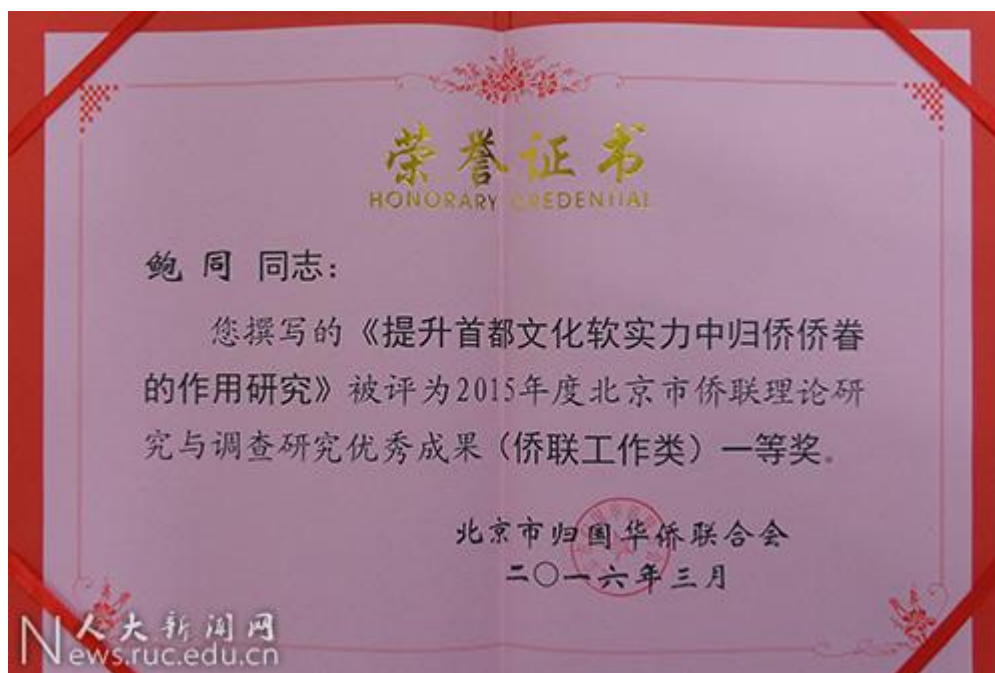 荣誉证书
HONORARY CREDENTIAL
鲍同 同志：
您撰写的《提升首都文化软实力中归侨侨眷
的作用研究》被评为2015年度北京市侨联理论研
究与调查研究优秀成果（侨联工作类）一等奖。
北京市归国华侨联合会
二〇一六年三月
人大新闻网
News.ruc.edu.cn